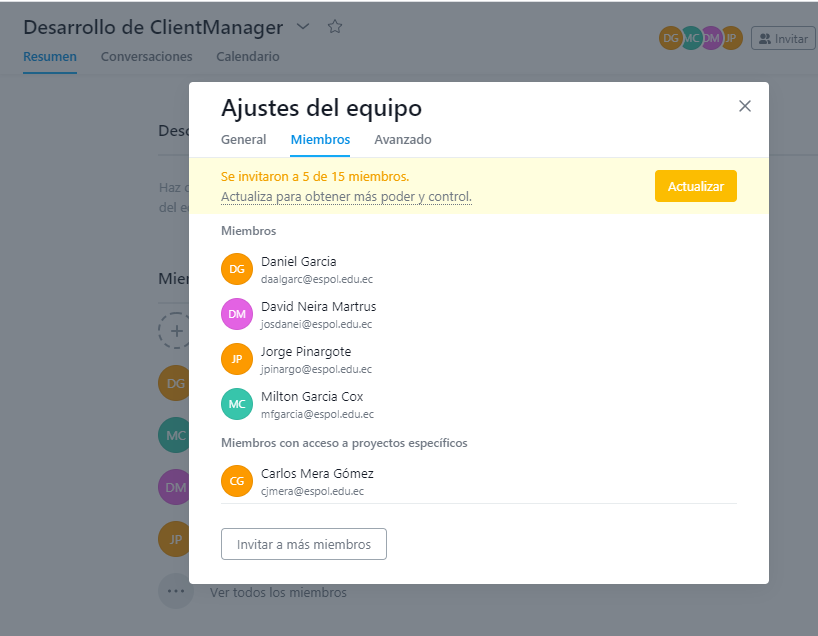 Desarrollo de ClientManager
DG MC DM JP Invitar
Resumen Conversaciones Calendario
Ajustes del equipo
General Miembros Avanzado
Desc
Se invitaron a 5 de 15 miembros.
Actualiza para obtener más poder y control.
Actualizar
Haz c
del e
Miembros
DG Daniel Garcia
daalgarc@espol.edu.ec
Mier
DM David Neira Martrus
josdanei@espol.edu.ec
JP Jorge Pinargote
jpinargo@espol.edu.ec
DG
MC Milton Garcia Cox
mfgarcia@espol.edu.ec
MC
Miembros con acceso a proyectos específicos
CG Carlos Mera Gómez
cjmera@espol.edu.ec
DM
JP
Invitar a más miembros
Ver todos los miembros